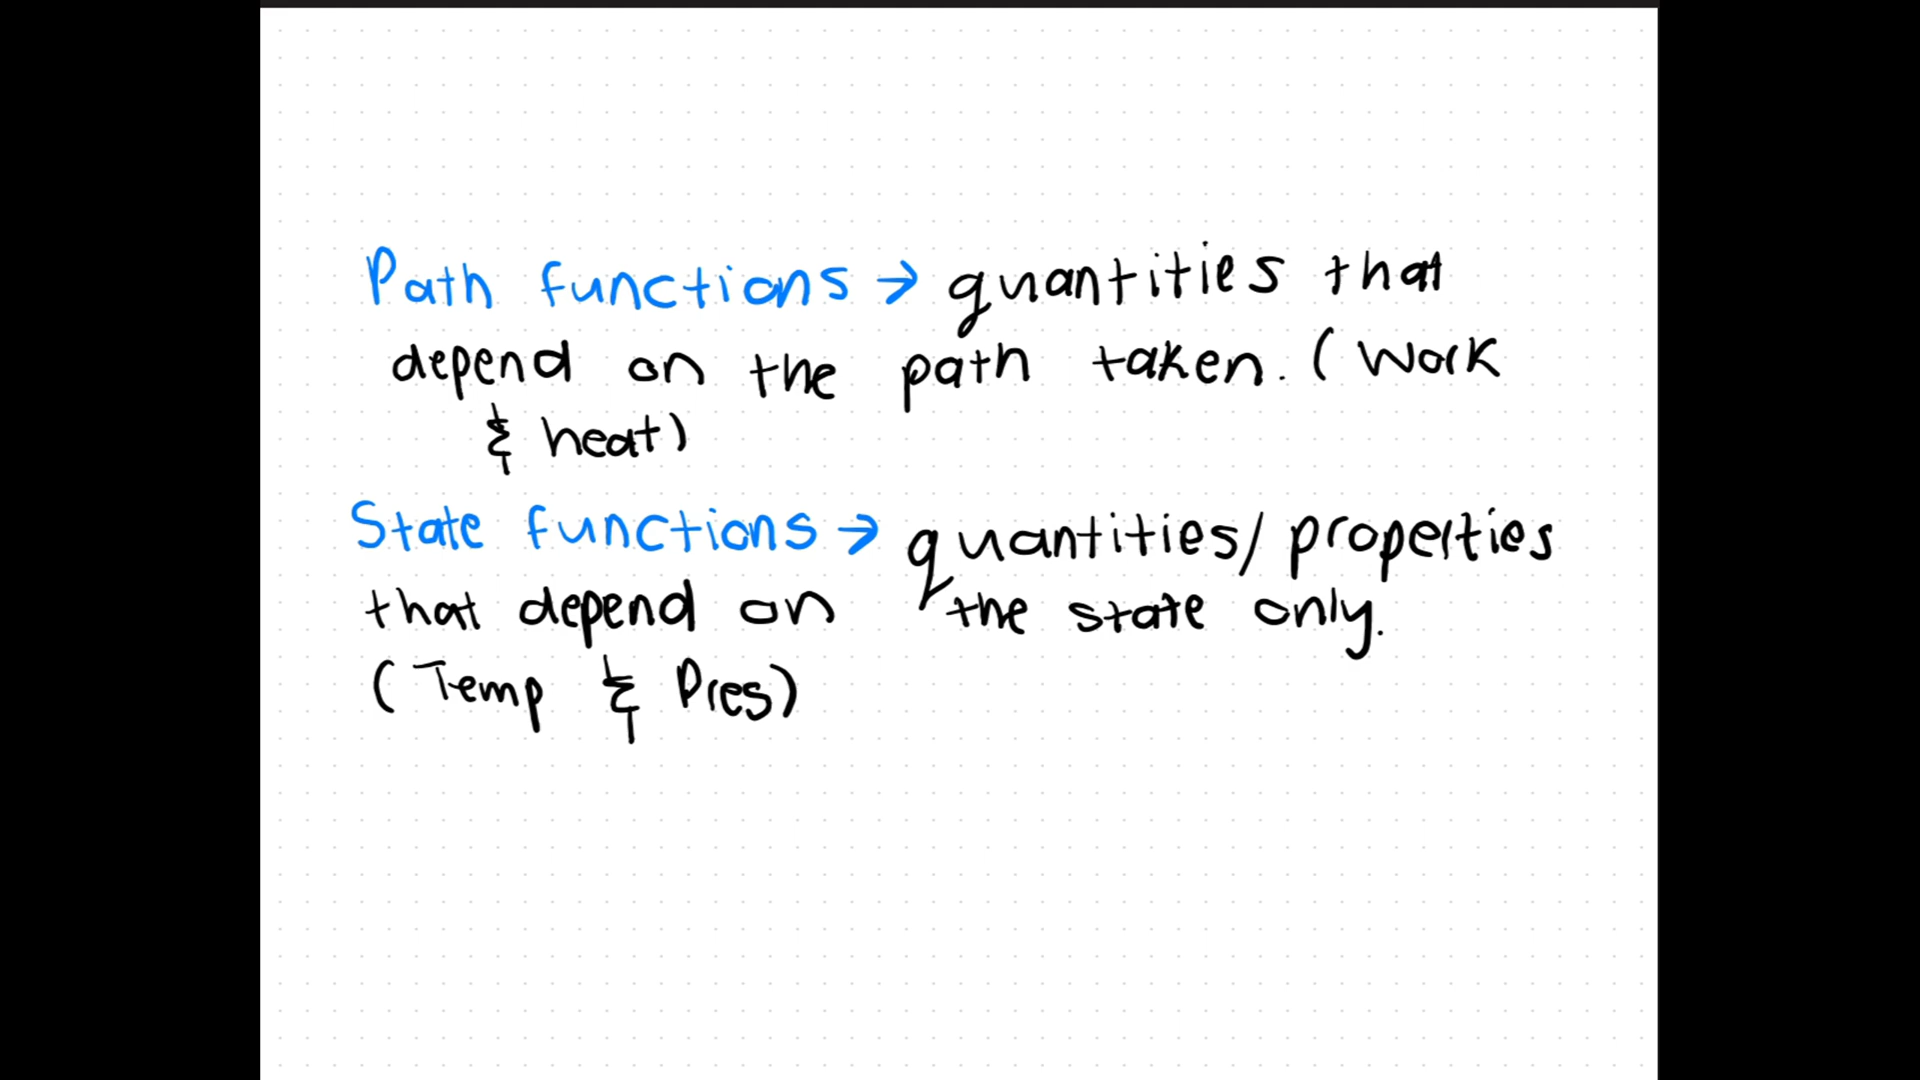 Path functions → quantities that
depend on the path taken. (Work
& heat)
State functions → quantities/properties
that depend on the state only.
(Temp & Pres)